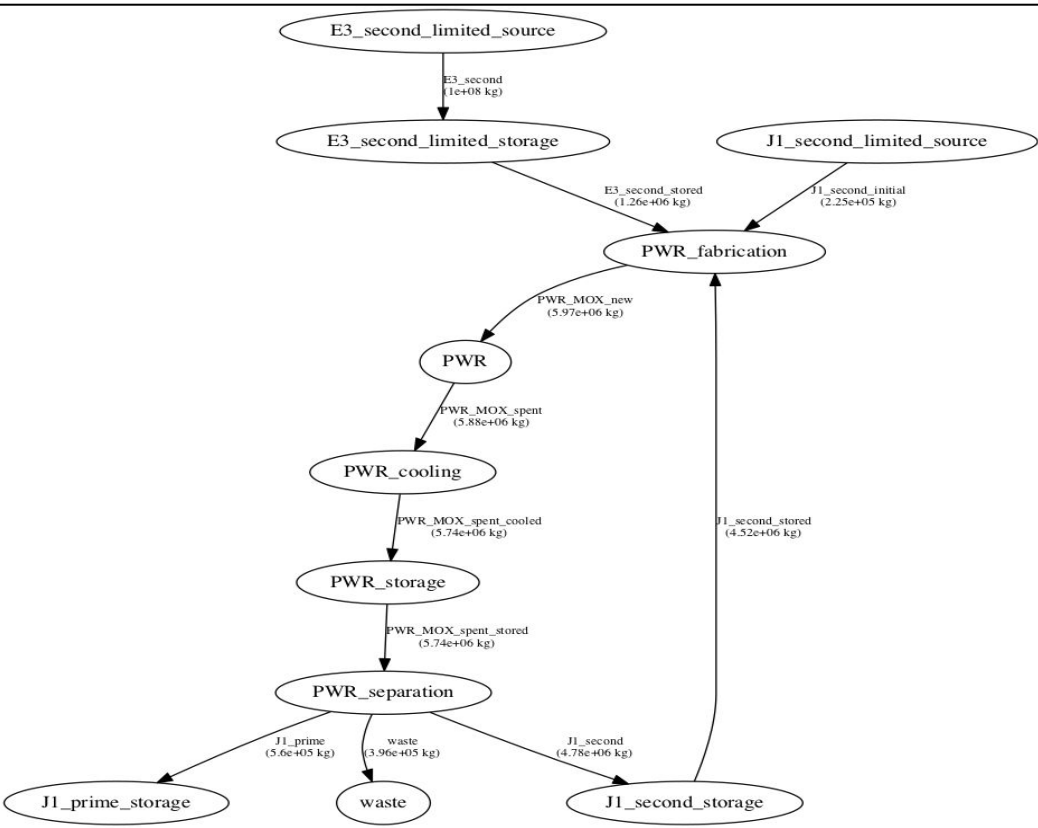 E3_second_limited_source
E3_second
(1e+08 kg)
E3_second_limited_storage
J1_second_limited_source
E3_second_stored
(1.26e+06 kg)
J1_second_initial
(2.25e+05 kg)
PWR_fabrication
PWR_MOX_new
(5.97e+06 kg)
PWR
PWR_MOX_spent
(5.88e+06 kg)
PWR_cooling
PWR_MOX_spent_cooled
(5.74e+06 kg)
J1_second_stored
(4.52e+06 kg)
PWR_storage
PWR_MOX_spent_stored
(5.74e+06 kg)
PWR_separation
J1_prime
(5.6e+05 kg)
waste
(3.96e+05 kg)
J1_second
(4.78e+06 kg)
J1_prime_storage
waste
J1_second_storage